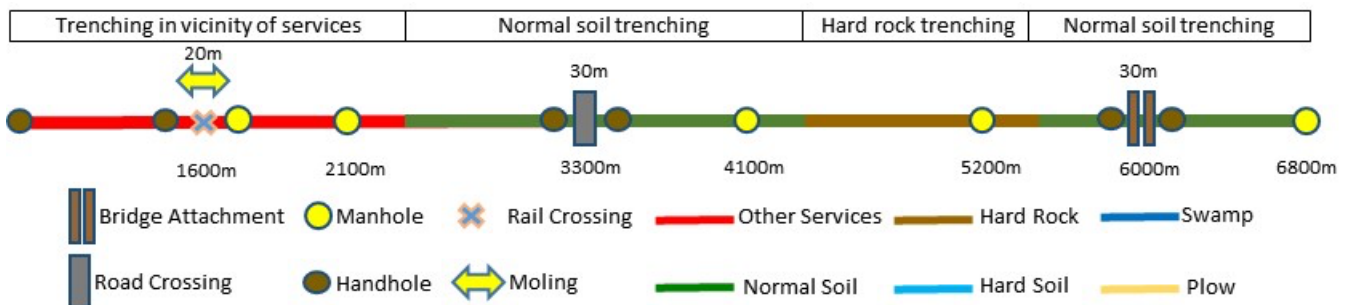 Trenching in vicinity of services Normal soil trenching Hard rock trenching Normal soil trenching
20m 30m 30m
1600m 2100m 3300m 4100m 5200m 6000m 6800m
Bridge Attachment Manhole Rail Crossing Other Services Hard Rock Swamp
Road Crossing Handhole Moling Normal Soil Hard Soil Plow